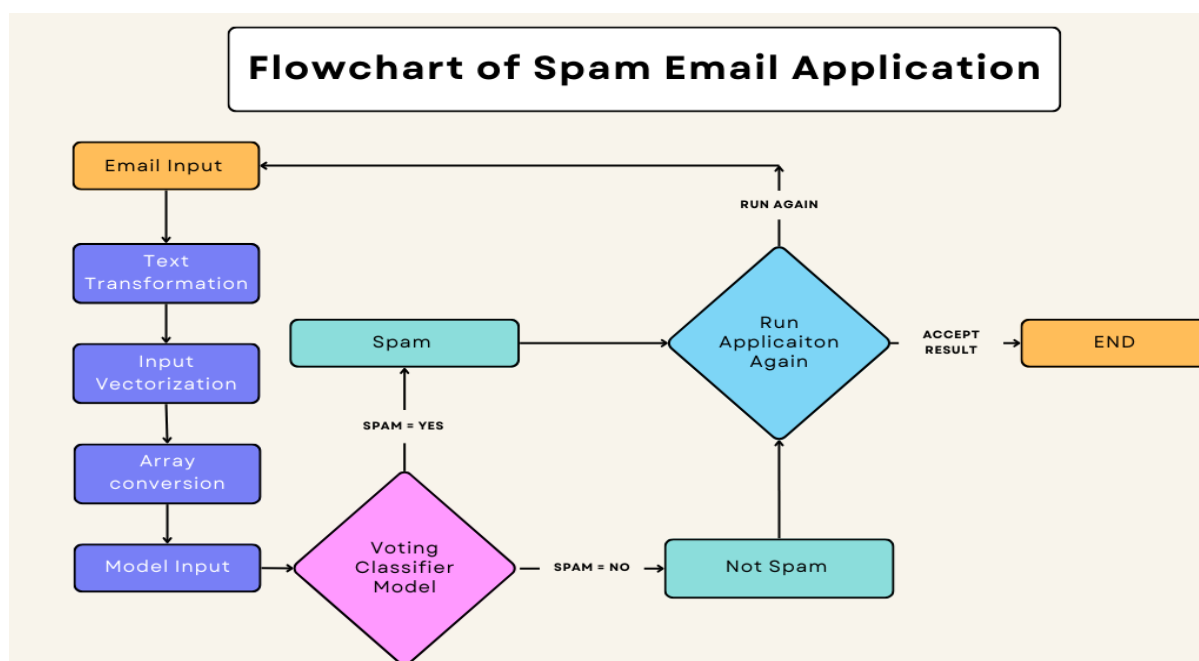 Flowchart of Spam Email Application
Email Input
RUN AGAIN
Text
Transformation
Spam
Run
Applicaiton
Again
ACCEPT
RESULT
END
Input
Vectorization
SPAM = YES
Array
conversion
Model Input
Voting
Classifier
Model
SPAM = NO
Not Spam